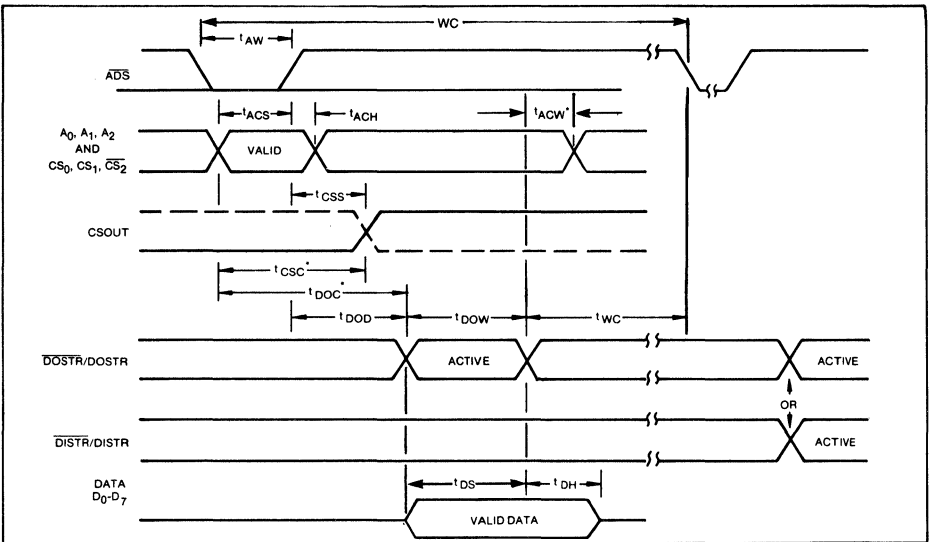 WC
tAW
ADS
tACS
tACH
tACW*
A0, A1, A2
AND
CS0, CS1, CS2
VALID
tCSS
CSOUT
tCSC*
tDOC*
tDOD
tDOW
tWC
DOSTR/DOSTR
ACTIVE
ACTIVE
OR
DISTR/DISTR
ACTIVE
DATA
D0-D7
tDS
tDH
VALID DATA